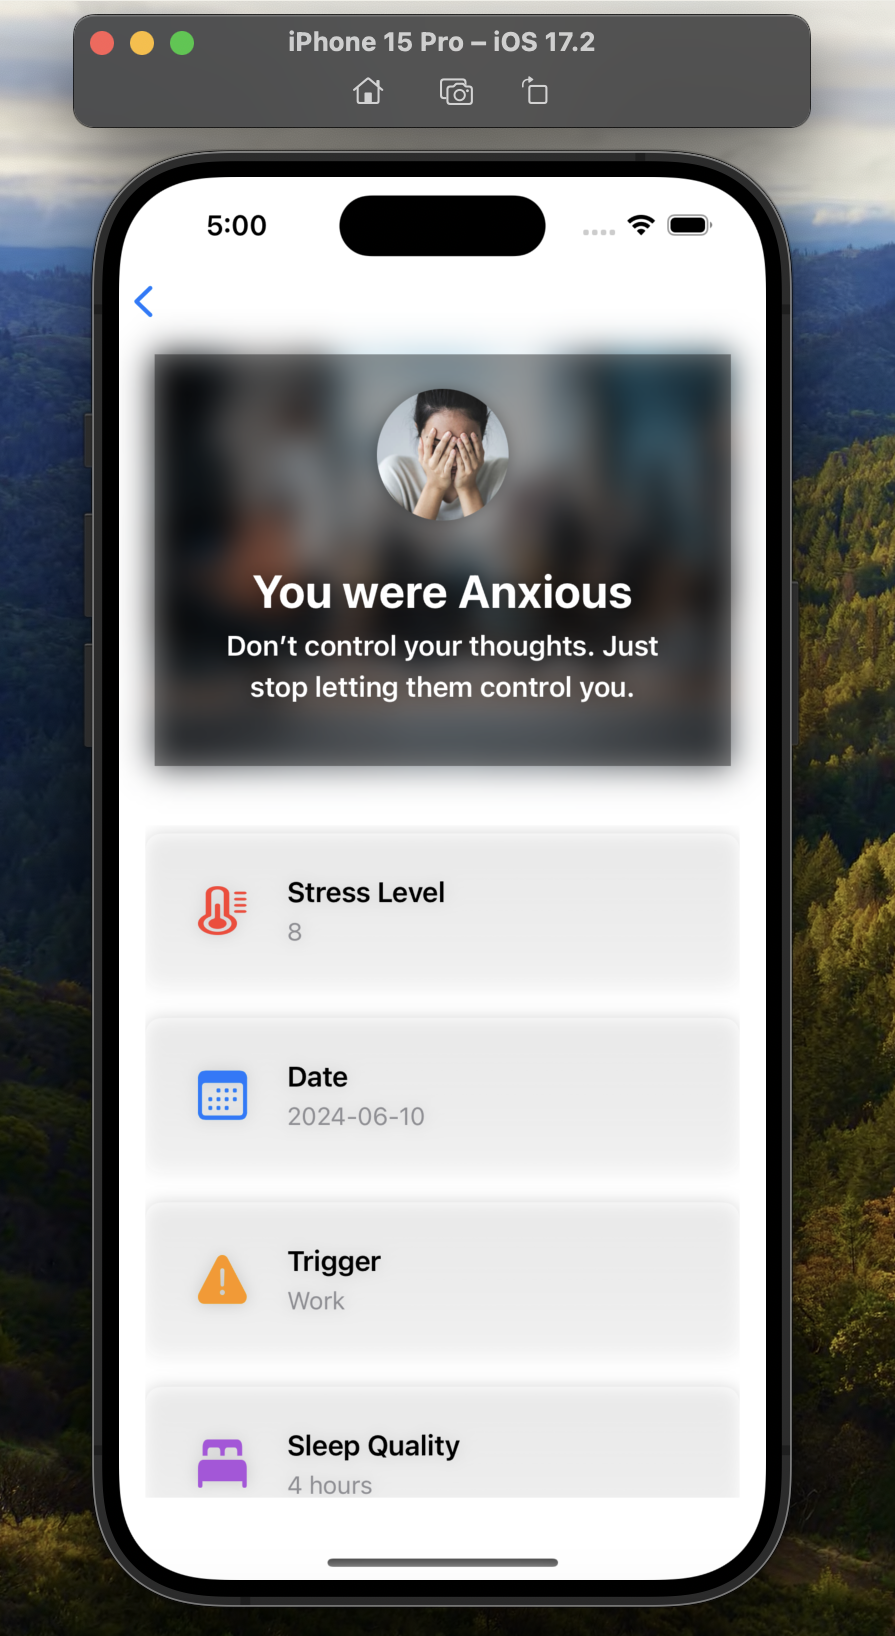 iPhone 15 Pro – iOS 17.2
5:00
You were Anxious
Don’t control your thoughts. Just
stop letting them control you.
Stress Level
8
Date
2024-06-10
Trigger
Work
Sleep Quality
4 hours